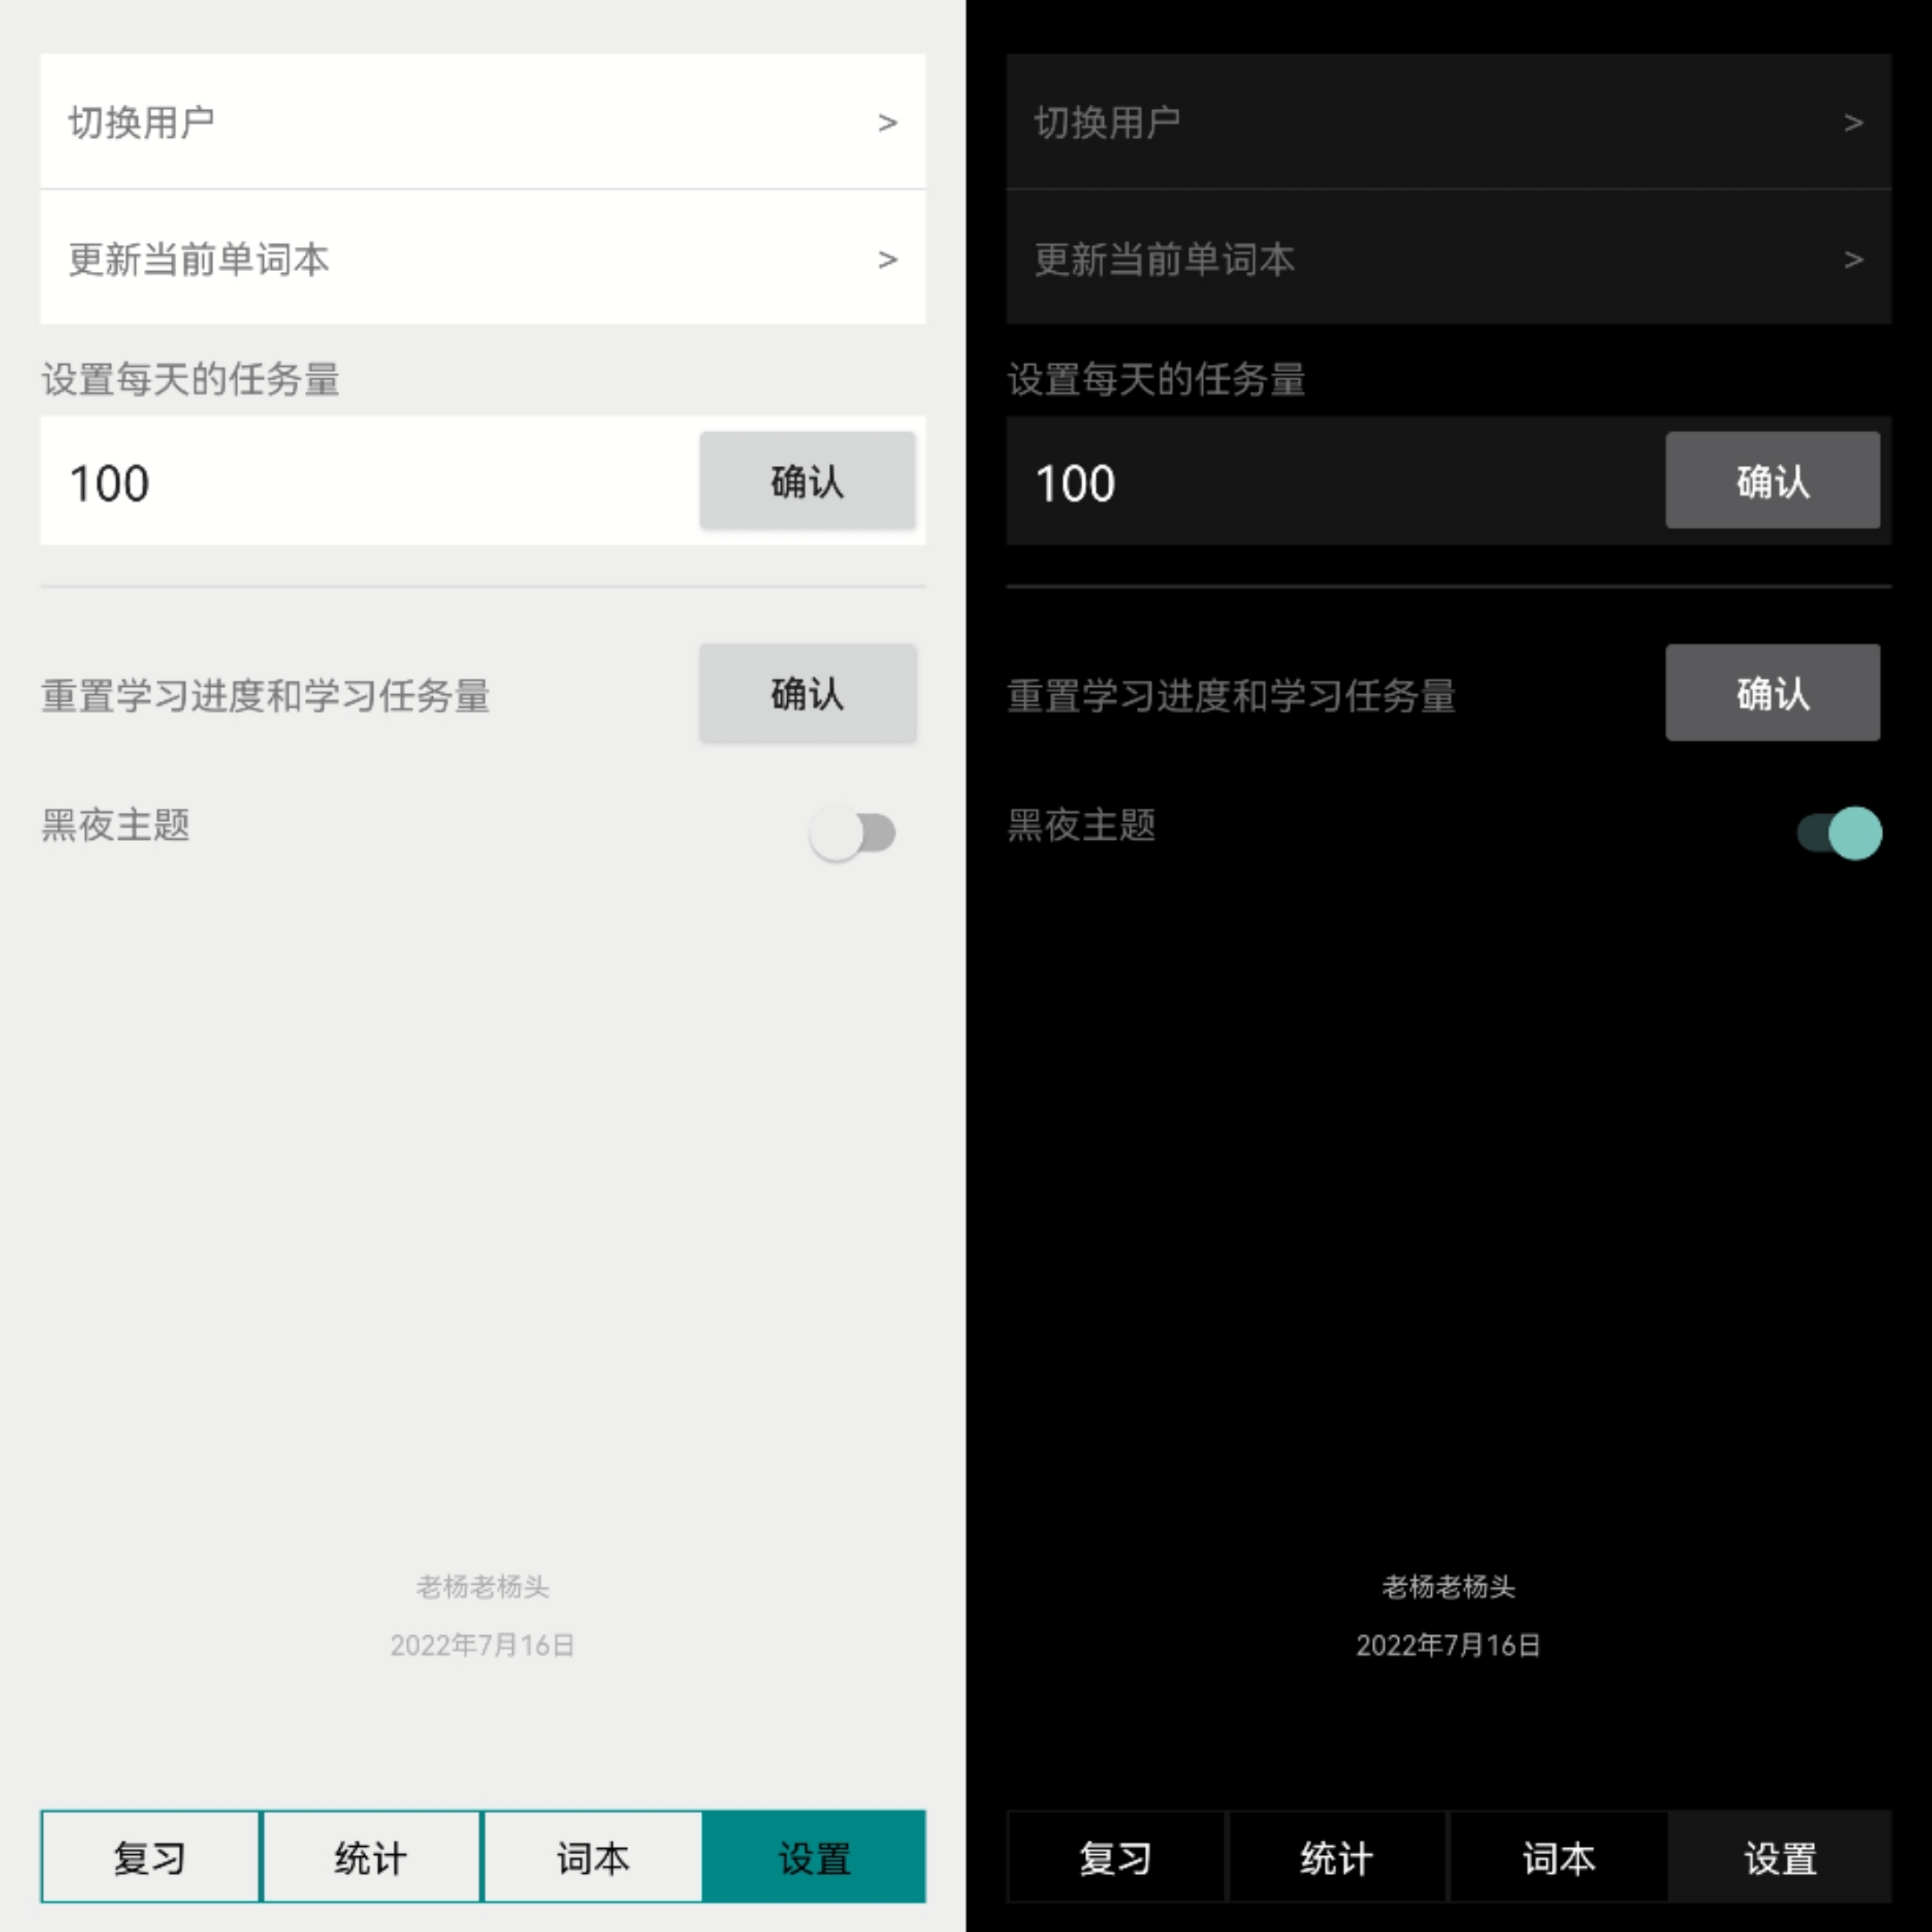 切换用户 >
更新当前单词本 >
设置每天的任务量
100 确认
重置学习进度和学习任务量 确认
黑夜主题
老杨老杨头
2022年7月16日
复习 统计 词本 设置
切换用户 >
更新当前单词本 >
设置每天的任务量
100 确认
重置学习进度和学习任务量 确认
黑夜主题
老杨老杨头
2022年7月16日
复习 统计 词本 设置